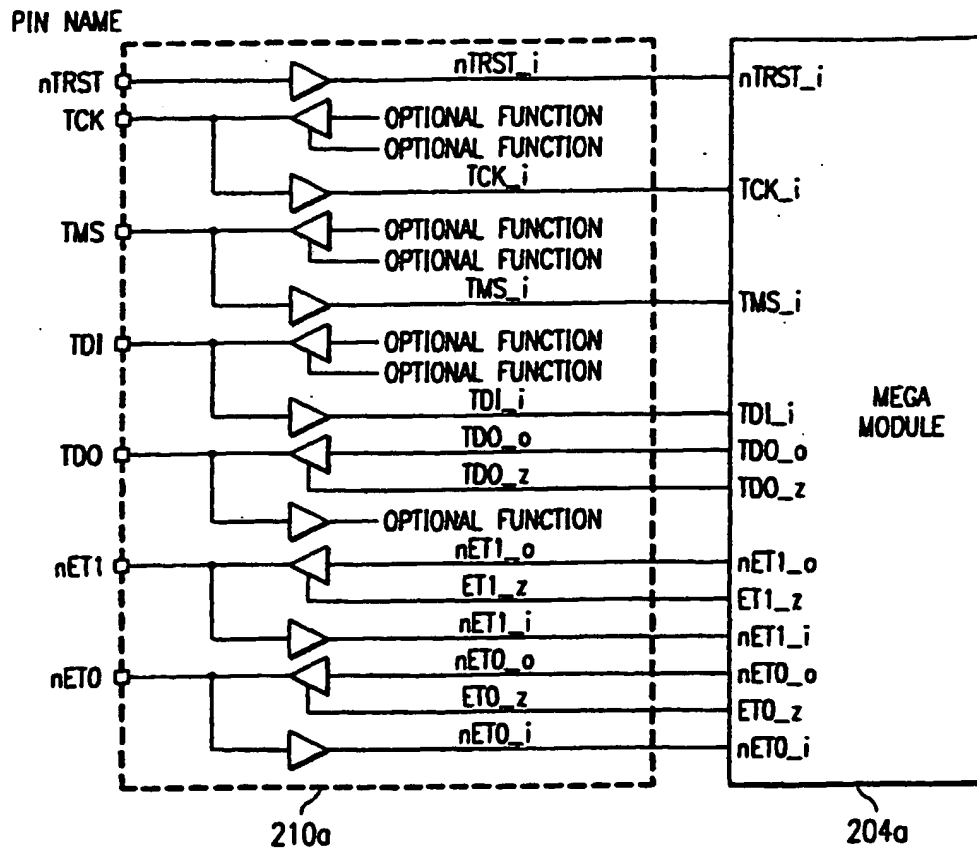 PIN NAME
nTRST nTRST_i nTRST_i
TCK OPTIONAL FUNCTION
OPTIONAL FUNCTION
TCK_i TCK_i
TMS OPTIONAL FUNCTION
OPTIONAL FUNCTION
TMS_i TMS_i
TDI OPTIONAL FUNCTION
OPTIONAL FUNCTION
MEGA
MODULE
TDI_i TDI_i
TDO TDO_o TDO_o
TDO_z TDO_z
OPTIONAL FUNCTION
nET1 nET1_o nET1_o
ET1_z ET1_z
nET1_i nET1_i
nET0 nET0_o nET0_o
ET0_z ET0_z
nET0_i nET0_i
210a 204a